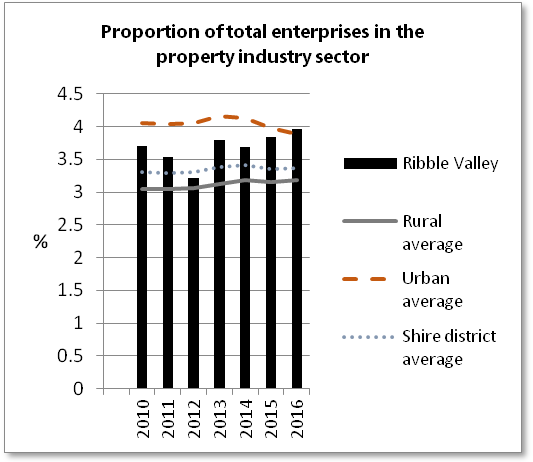 Proportion of total enterprises in the
property industry sector
4.5
4
3.5
3
2.5
2
1.5
1
0.5
0
%
2010
2011
2012
2013
2014
2015
2016
Ribble Valley
Rural
average
Urban
average
Shire district
average